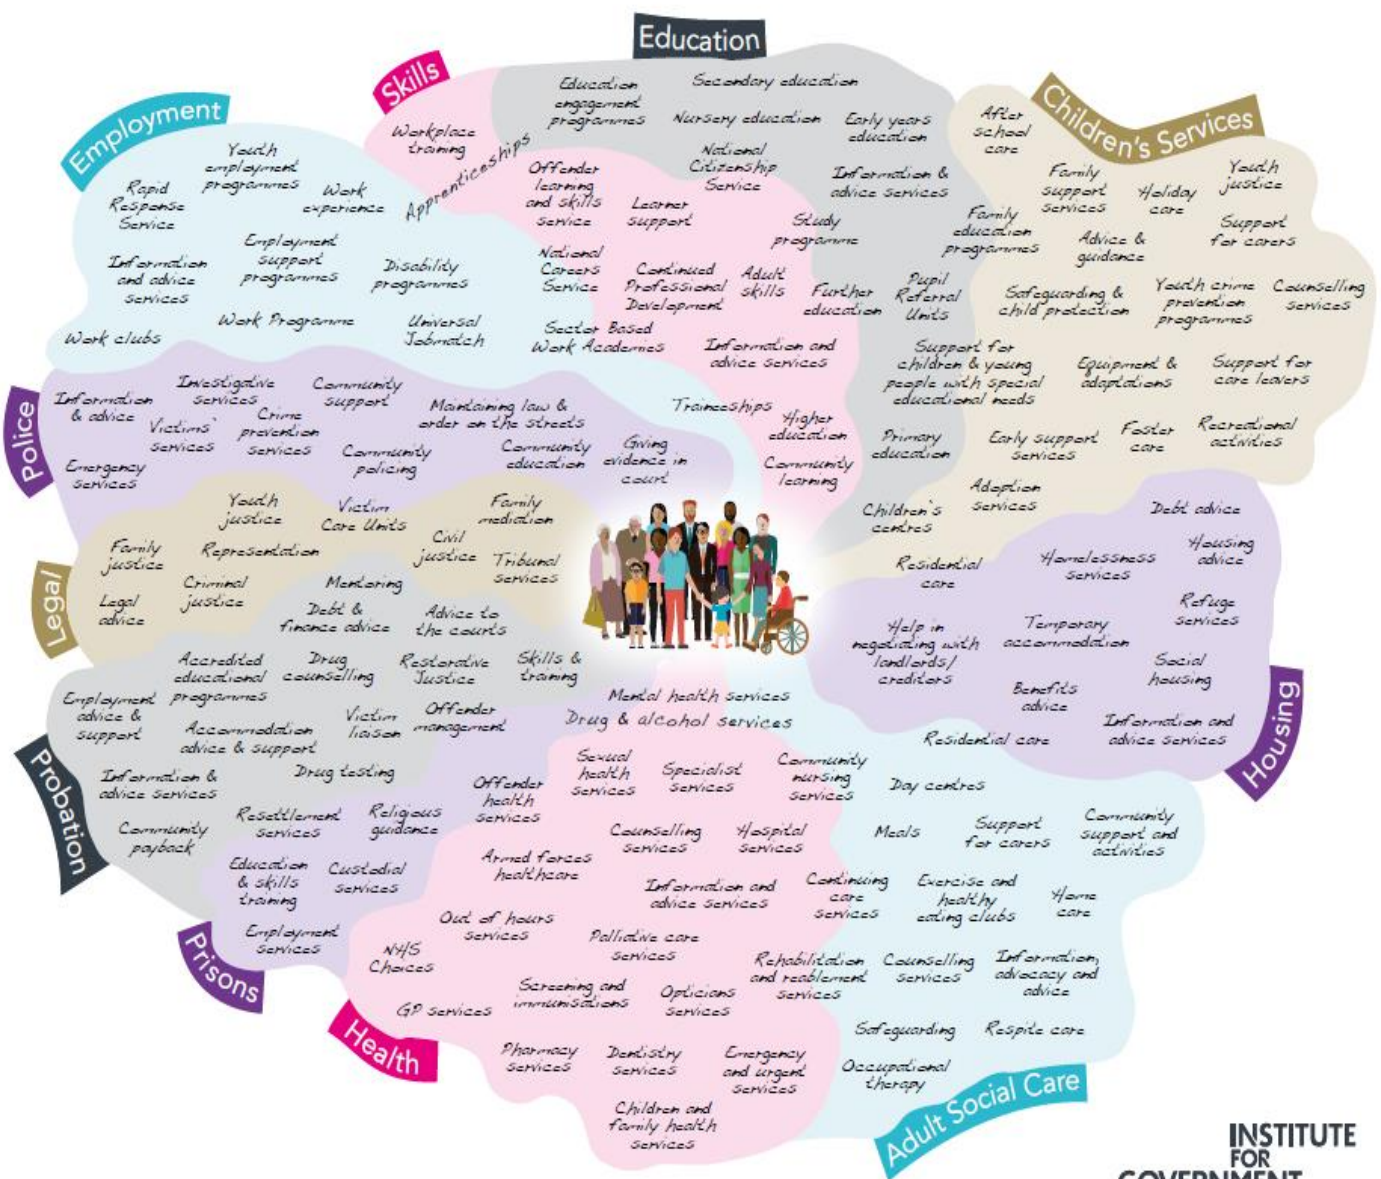 Education
Education
engagement
programmes
Secondary education
Nursery education
Early years
education
National
Citizenship
Service
Information &
advice services
Study
programme
Further
education
Pupil
Referral
Units
Support for
children & young
people with special
educational needs
Higher
education
Primary
education
Children's
centres
Skills
Workplace
training
Apprenticeships
Offender
learning
and skills
service
Learner
support
National
Careers
Service
Continued
Professional
Development
Adult
skills
Sector Based
Work Academies
Information and
advice services
Traineeships
Community
learning
Children's Services
After
school
care
Family
support
services
Holiday
care
Youth
justice
Family
education
programmes
Advice &
guidance
Support
for carers
Safeguarding &
child protection
Youth crime
prevention
programmes
Counselling
services
Equipment &
adaptations
Support for
care leavers
Early support
services
Foster
care
Recreational
activities
Adoption
services
Residential
care
Employment
Youth
employment
programmes
Rapid
Response
Service
Work
experience
Employment
support
programmes
Information
and advice
services
Disability
programmes
Work Programme
Universal
Jobmatch
Work clubs
Police
Information
& advice
Investigative
services
Community
support
Victims'
services
Crime
prevention
services
Maintaining law &
order on the streets
Community
policing
Community
education
Giving
evidence in
court
Emergency
services
Legal
Youth
justice
Victim
Care Units
Family
mediation
Family
justice
Representation
Civil
justice
Tribunal
services
Criminal
justice
Legal
advice
Probation
Mentoring
Debt &
finance advice
Advice to
the courts
Accredited
educational
programmes
Drug
counselling
Restorative
Justice
Skills &
training
Employment
advice &
support
Accommodation
advice & support
Victim
liaison
Offender
management
Information &
advice services
Drug testing
Resettlement
services
Community
payback
Prisons
Religious
guidance
Education
& skills
training
Custodial
services
Employment
services
Offender
health
services
Mental health services
Drug & alcohol services
Health
Sexual
health
services
Specialist
services
Community
nursing
services
Counselling
services
Hospital
services
Armed forces
healthcare
Information and
advice services
Continuing
care
services
Out of hours
services
Palliative care
services
NHS
Choices
Rehabilitation
and reablement
services
Screening and
immunisations
Opticians
services
GP services
Pharmacy
services
Dentistry
services
Emergency
and urgent
services
Children and
family health
services
Housing
Debt advice
Housing
advice
Homelessness
services
Refuge
services
Help in
negotiating with
landlords/
creditors
Temporary
accommodation
Social
housing
Benefits
advice
Information and
advice services
Residential care
Adult Social Care
Day centres
Meals
Support
for carers
Community
support and
activities
Exercise and
healthy
eating clubs
Home
care
Counselling
services
Information,
advocacy and
advice
Safeguarding
Respite care
Occupational
therapy
INSTITUTE
FOR
GOVERNMENT